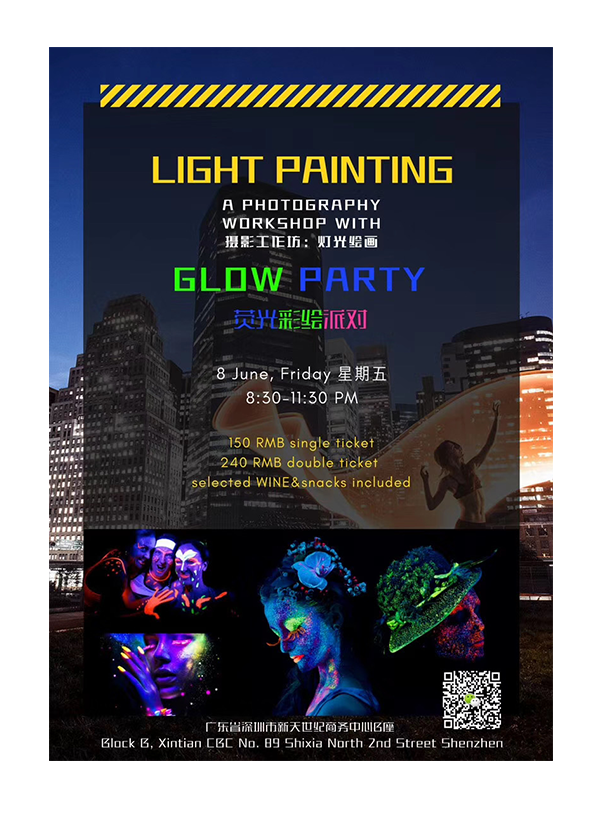 LIGHT PAINTING
A PHOTOGRAPHY
WORKSHOP WITH
摄影工作坊：灯光绘画
GLOW PARTY
荧光彩绘派对
8 June, Friday 星期五
8:30-11:30 PM
150 RMB single ticket
240 RMB double ticket
selected WINE&snacks included
广东省深圳市新天世纪商务中心B座
Block B, Xintian CBC No. 89 Shixia North 2nd Street Shenzhen